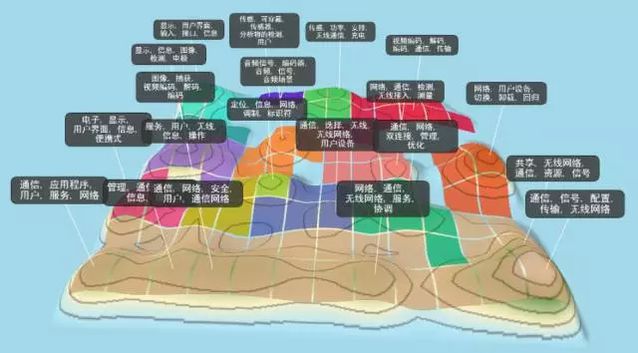 显示、用户界面、
输入、接口、信息
传感、可穿戴、
传感器、
分析物的检测、
用户
传感、功率、安排、
无线通信、充电
视频编码、解码、
编码、通信、传输
显示、信息、图像、
检测、电极
音频信号、编码器、
音频、信号、
音频场景
图像、捕获、
视频编码、解码、
编码
网络、通信、检测、
无线接入、测量
网络、用户设备、
切换、卸载、回归
定位、信息、网络、
调制、标识符
电子、显示、
用户界面、信息、
便携式
服务、用户、无线、
信息、操作
通信、选择、无线、
无线网络、
用户设备
通信、网络、
双连接、管理、
优化
共享、无线网络、
通信、资源、信号
通信、应用程序、
用户、服务、网络
管理、通
信息、
通信、网络、安全、
用户、通信网络
网络、通信、
无线网络、服务、
协调
通信、信号、配置、
传输、无线网络